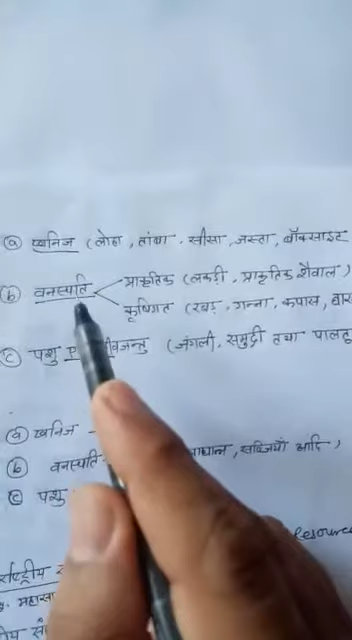 (a) खनिज (लोहा, तांबा, सीसा, जस्ता, बॉक्साइट
(b) वनस्पति प्राकृतिक (लकड़ी, प्राकृतिक शैवाल)
कृषिगत (रबड़, गन्ना, कपास,
(c) पशु जीवजन्तु (जंगली, समुद्री तथा पालतू
(a) खनिज -
(b) वनस्पति- सब्जियाँ आदि)
(c) पशु
Resource